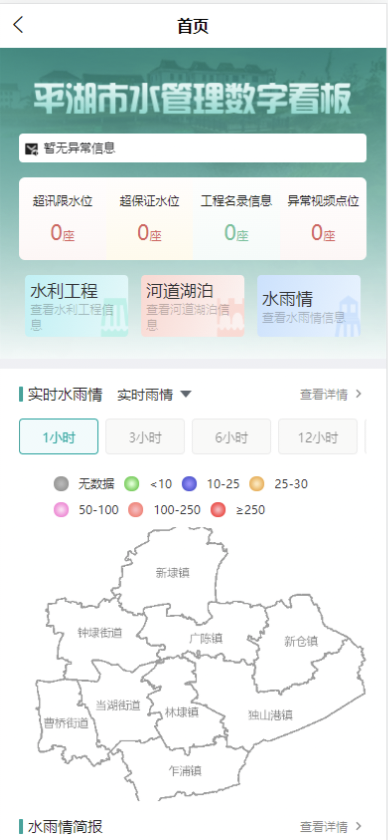 首页
平湖市水管理数字看板
暂无异常信息
超讯限水位 超保证水位 工程名录信息 异常视频点位
0座 0座 0座 0座
水利工程 河道湖泊 水雨情
查看水利工程信息 查看河道湖泊信息 查看水雨情信息
实时水雨情 实时雨情 查看详情
1小时 3小时 6小时 12小时
无数据 <10 10-25 25-30
50-100 100-250 ≥250
新埭镇
钟埭街道 广陈镇 新仓镇
当湖街道 林埭镇 独山港镇
曹桥街道
乍浦镇
水雨情简报 查看详情